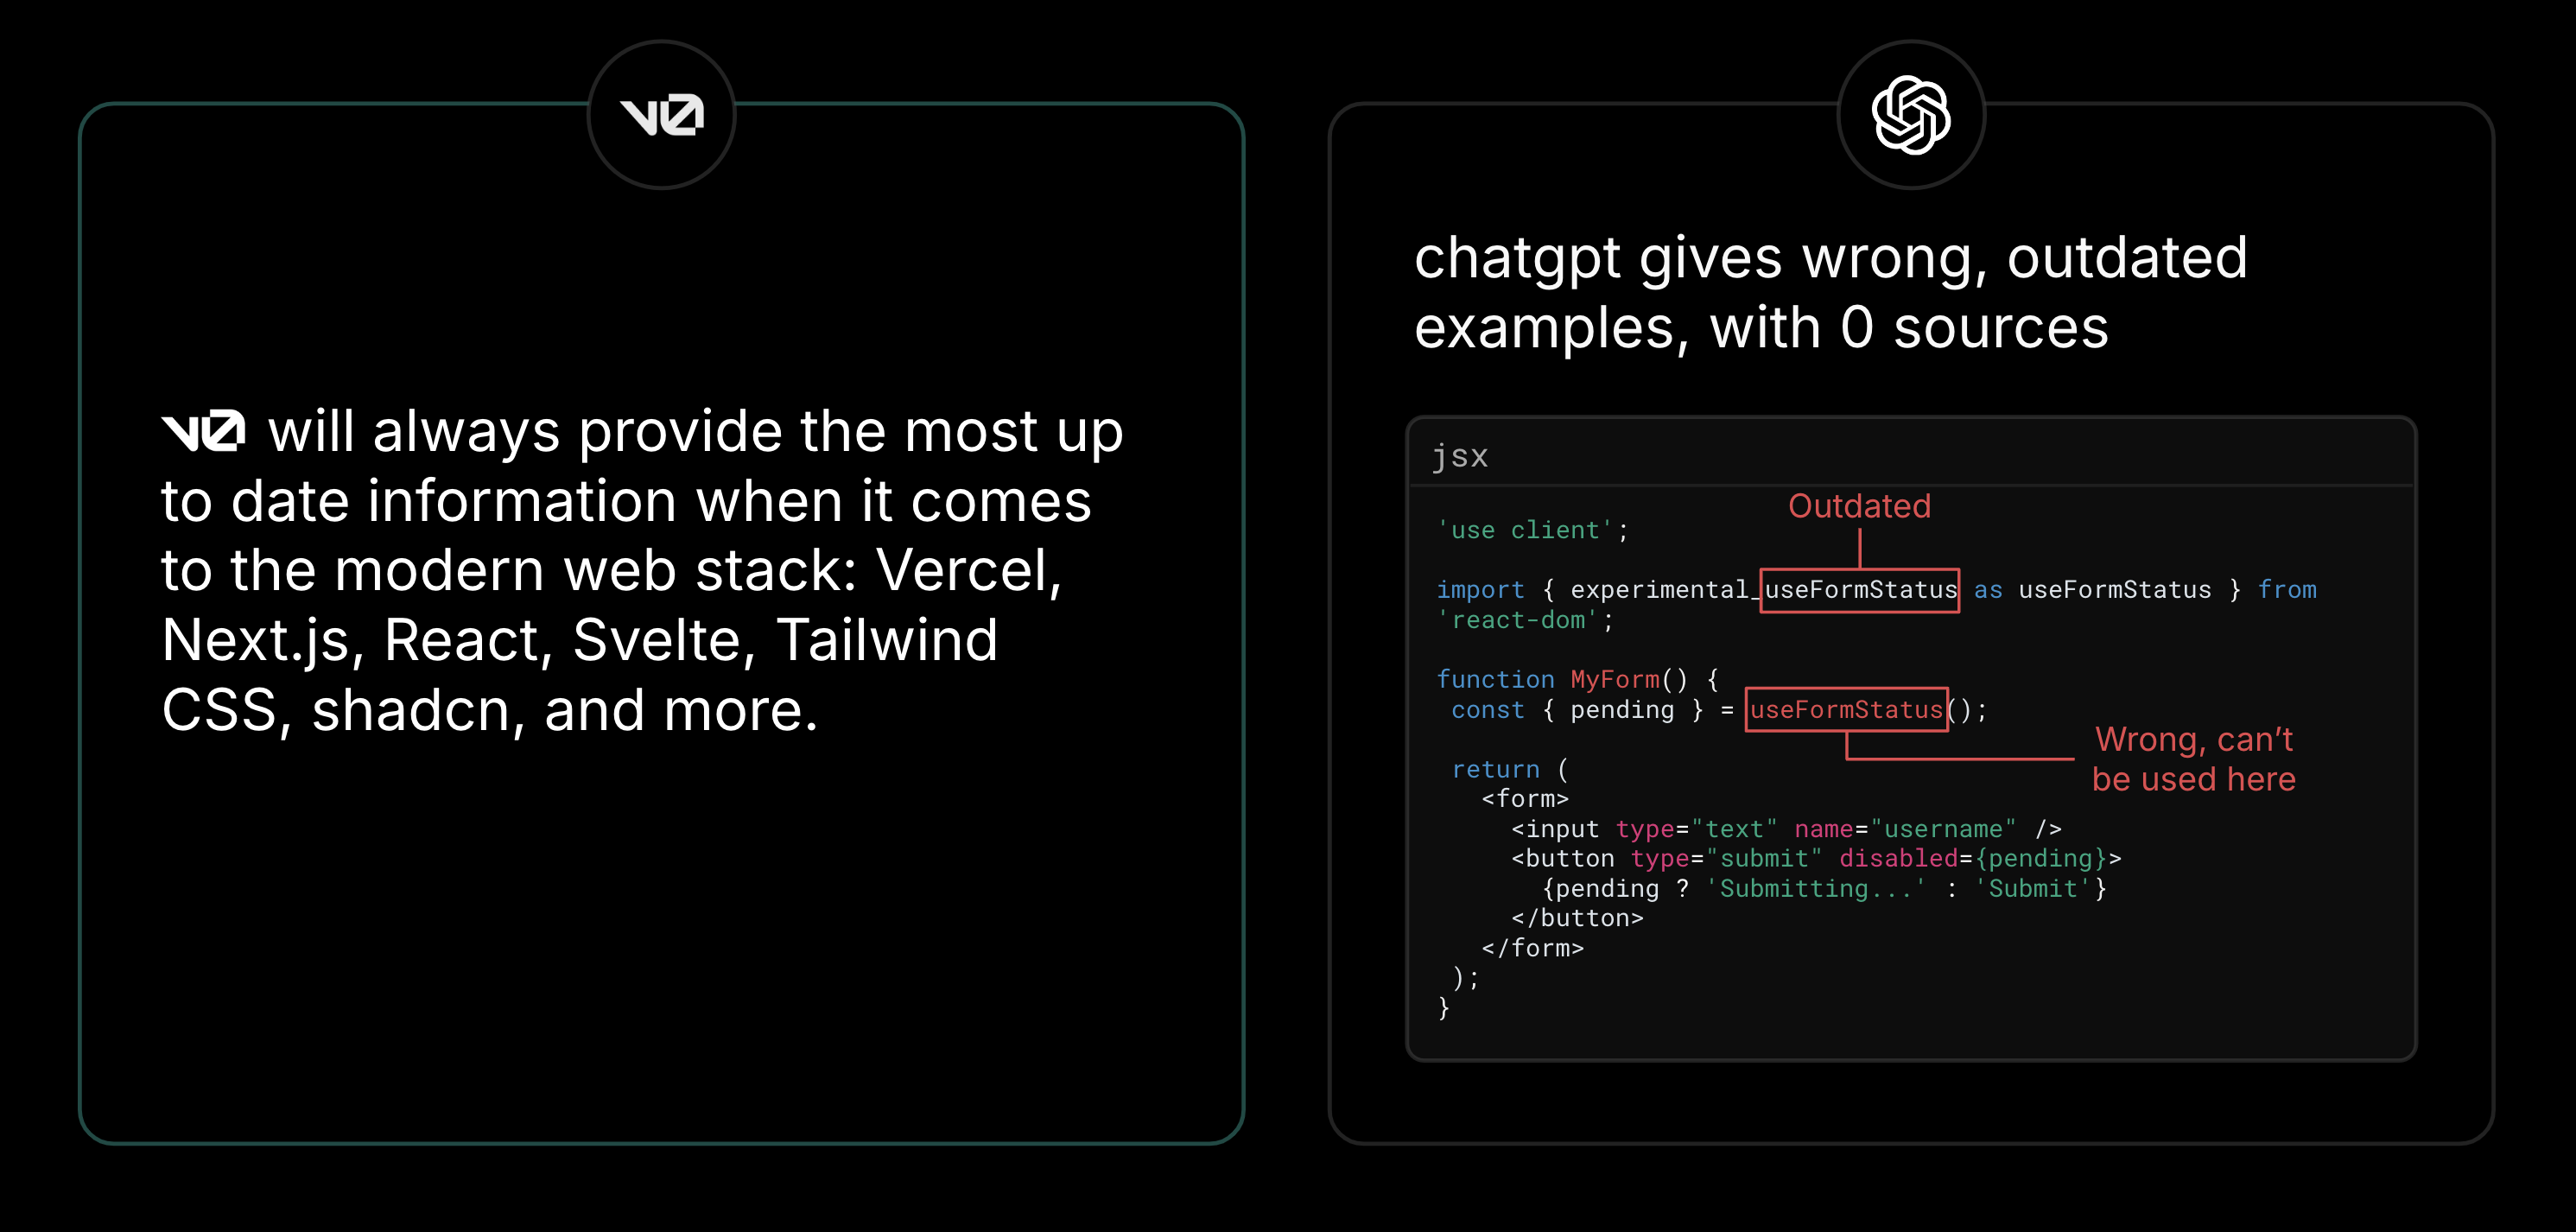 v0
v0 will always provide the most up
to date information when it comes
to the modern web stack: Vercel,
Next.js, React, Svelte, Tailwind
CSS, shadcn, and more.
chatgpt gives wrong, outdated
examples, with 0 sources
jsx
Outdated
'use client';
import { experimental_useFormStatus as useFormStatus } from
'react-dom';
function MyForm() {
const { pending } = useFormStatus();
Wrong, can’t
be used here
return (
<form>
<input type="text" name="username" />
<button type="submit" disabled={pending}>
{pending ? 'Submitting...' : 'Submit'}
</button>
</form>
);
}